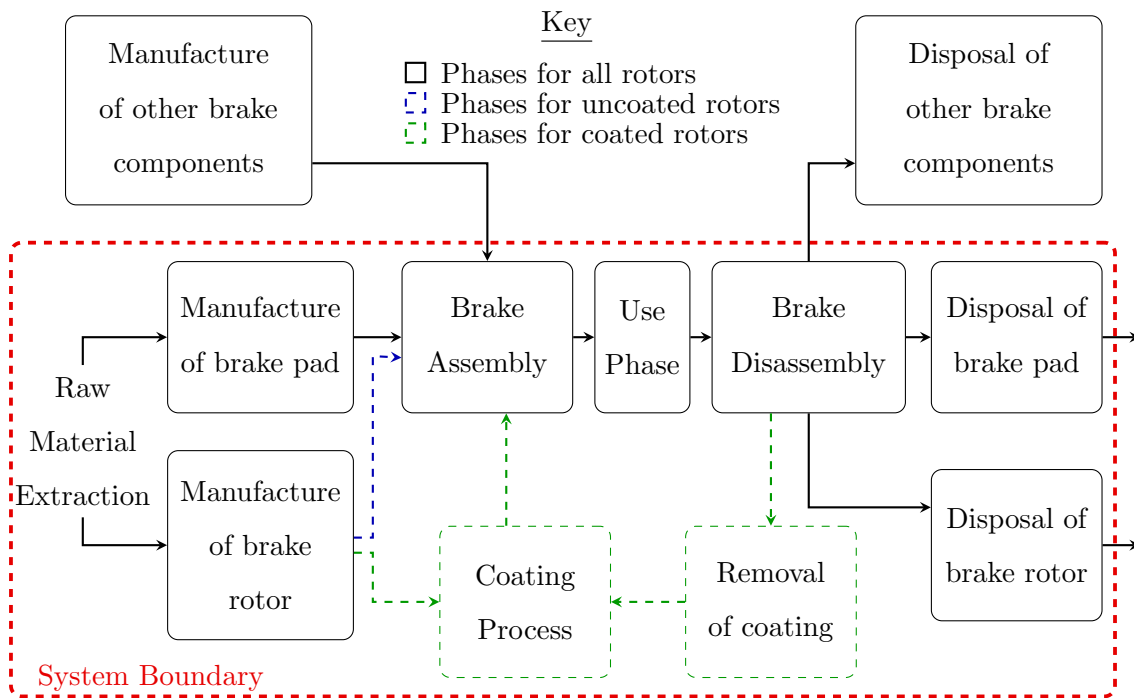 Manufacture
of other brake
components
Key
Phases for all rotors
Phases for uncoated rotors
Phases for coated rotors
Disposal of
other brake
components
Raw
Material
Extraction
Manufacture
of brake pad
Brake
Assembly
Use
Phase
Brake
Disassembly
Disposal of
brake pad
Manufacture
of brake
rotor
Coating
Process
Removal
of coating
Disposal of
brake rotor
System Boundary